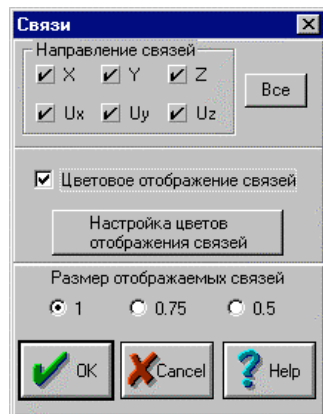 Связи
Направление связей
X Y Z
Все
Ux Uy Uz
Цветовое отображение связей
Настройка цветов
отображения связей
Размер отображаемых связей
1 0.75 0.5
OK Cancel Help